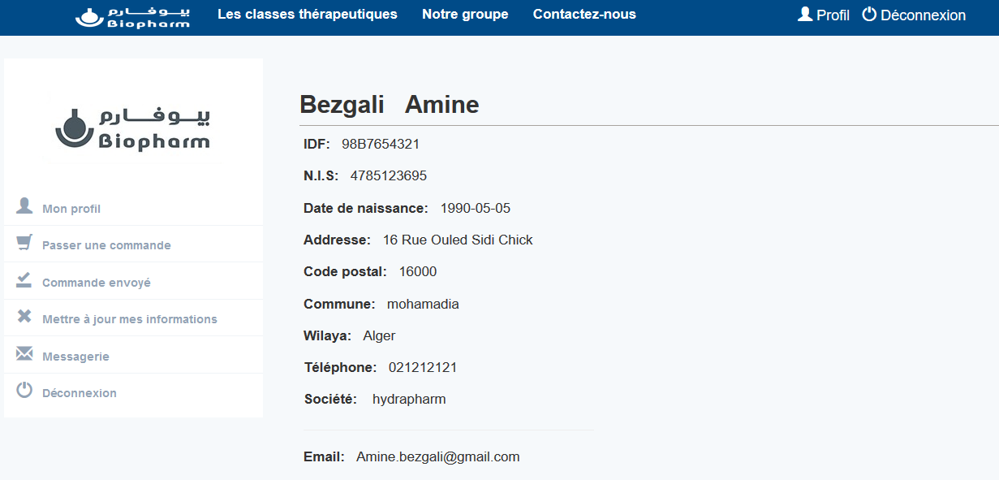 بيوفارم
Biopharm
Les classes thérapeutiques
Notre groupe
Contactez-nous
Profil
Déconnexion
بيوفارم
Biopharm
Mon profil
Passer une commande
Commande envoyé
Mettre à jour mes informations
Messagerie
Déconnexion
Bezgali Amine
IDF: 98B7654321
N.I.S: 4785123695
Date de naissance: 1990-05-05
Addresse: 16 Rue Ouled Sidi Chick
Code postal: 16000
Commune: mohamadia
Wilaya: Alger
Téléphone: 021212121
Société: hydrapharm
Email: Amine.bezgali@gmail.com